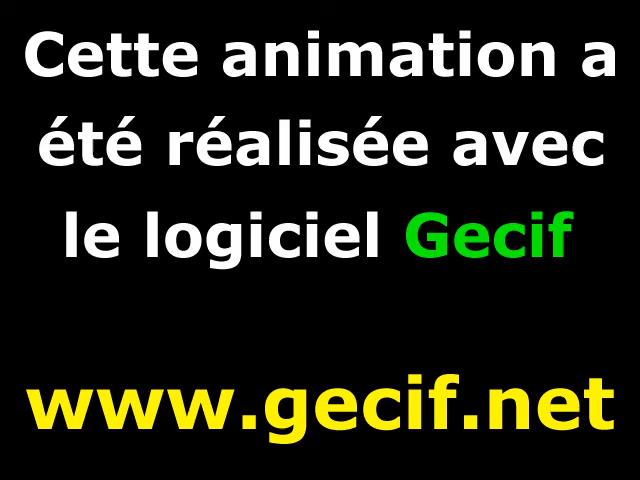 Cette animation a
été réalisée avec
le logiciel Gecif
www.gecif.net